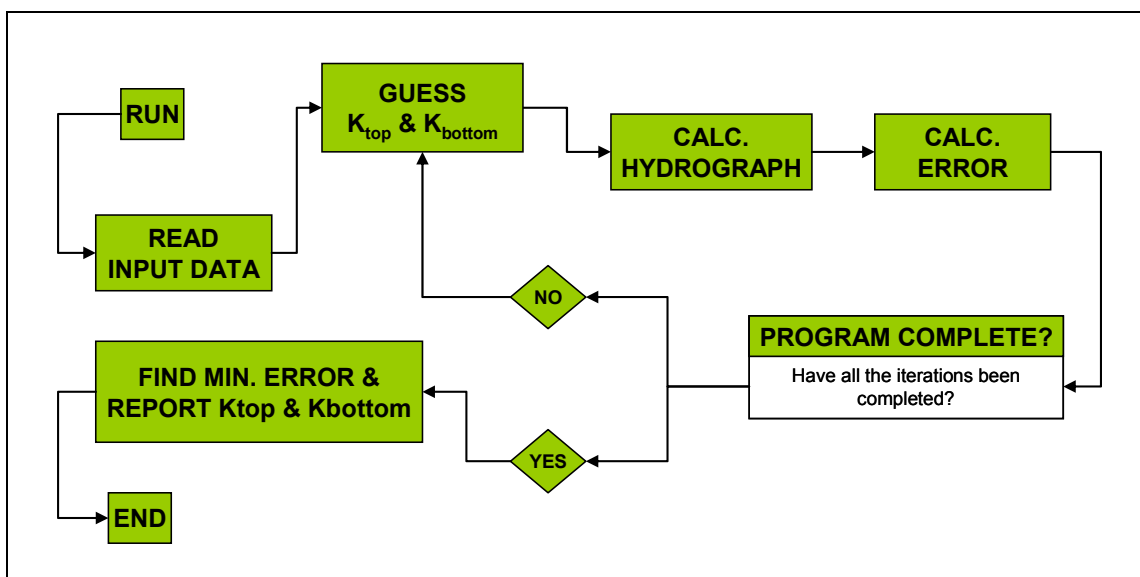 RUN
READ
INPUT DATA
GUESS
Ktop & Kbottom
CALC.
HYDROGRAPH
CALC.
ERROR
PROGRAM COMPLETE?
Have all the iterations been
completed?
NO
YES
FIND MIN. ERROR &
REPORT Ktop & Kbottom
END